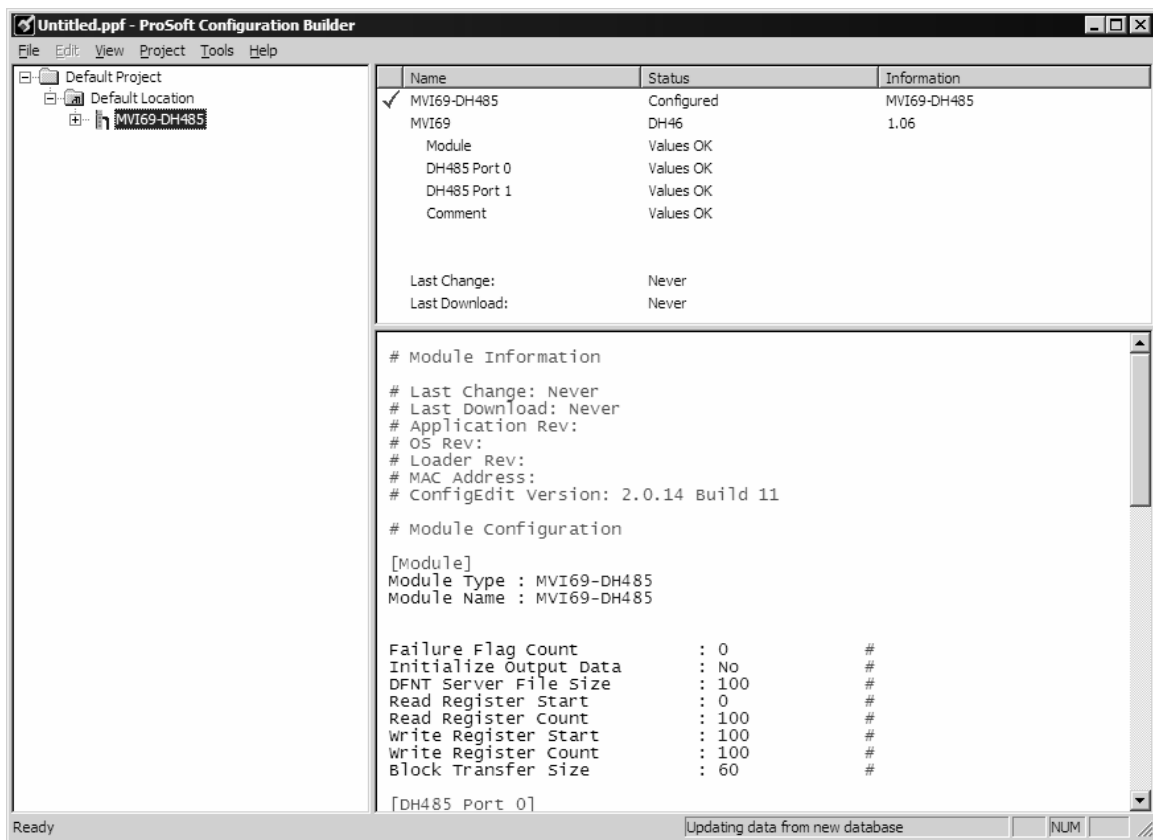 Untitled.ppf - ProSoft Configuration Builder
File Edit View Project Tools Help
Default Project
Default Location
MVI69-DH485
Name Status Information
MVI69-DH485 Configured MVI69-DH485
MVI69 DH46 1.06
Module Values OK
DH485 Port 0 Values OK
DH485 Port 1 Values OK
Comment Values OK
Last Change: Never
Last Download: Never
# Module Information
# Last Change: Never
# Last Download: Never
# Application Rev:
# OS Rev:
# Loader Rev:
# MAC Address:
# ConfigEdit Version: 2.0.14 Build 11
# Module Configuration
[Module]
Module Type : MVI69-DH485
Module Name : MVI69-DH485
Failure Flag Count : 0 #
Initialize Output Data : No #
DFNT Server File Size : 100 #
Read Register Start : 0 #
Read Register Count : 100 #
Write Register Start : 100 #
Write Register Count : 100 #
Block Transfer Size : 60 #
[DH485 Port 0]
Ready Updating data from new database NUM